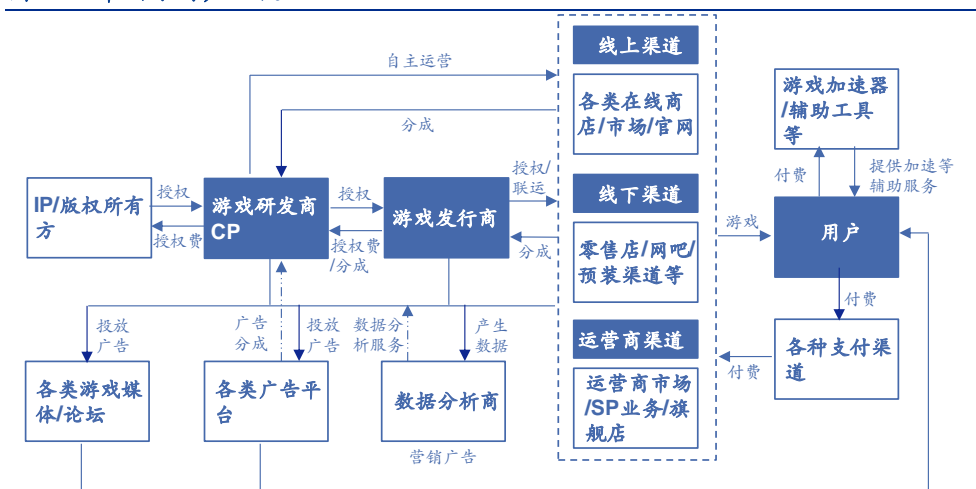 自主运营
分成
线上渠道
各类在线商
店/市场/官网
游戏加速器
/辅助工具
等
付费
提供加速等
辅助服务
IP/版权所有
方
授权
授权费
游戏研发商
CP
授权
授权费
/分成
游戏发行商
授权/
联运
分成
线下渠道
零售店/网吧/
预装渠道等
游戏
用户
付费
投放
广告
广告
分成
投放
广告
数据分
析服务
产生
数据
运营商渠道
运营商市场
/SP业务/旗
舰店
付费
各种支付渠
道
各类游戏媒
体/论坛
各类广告平
台
数据分析商
营销广告